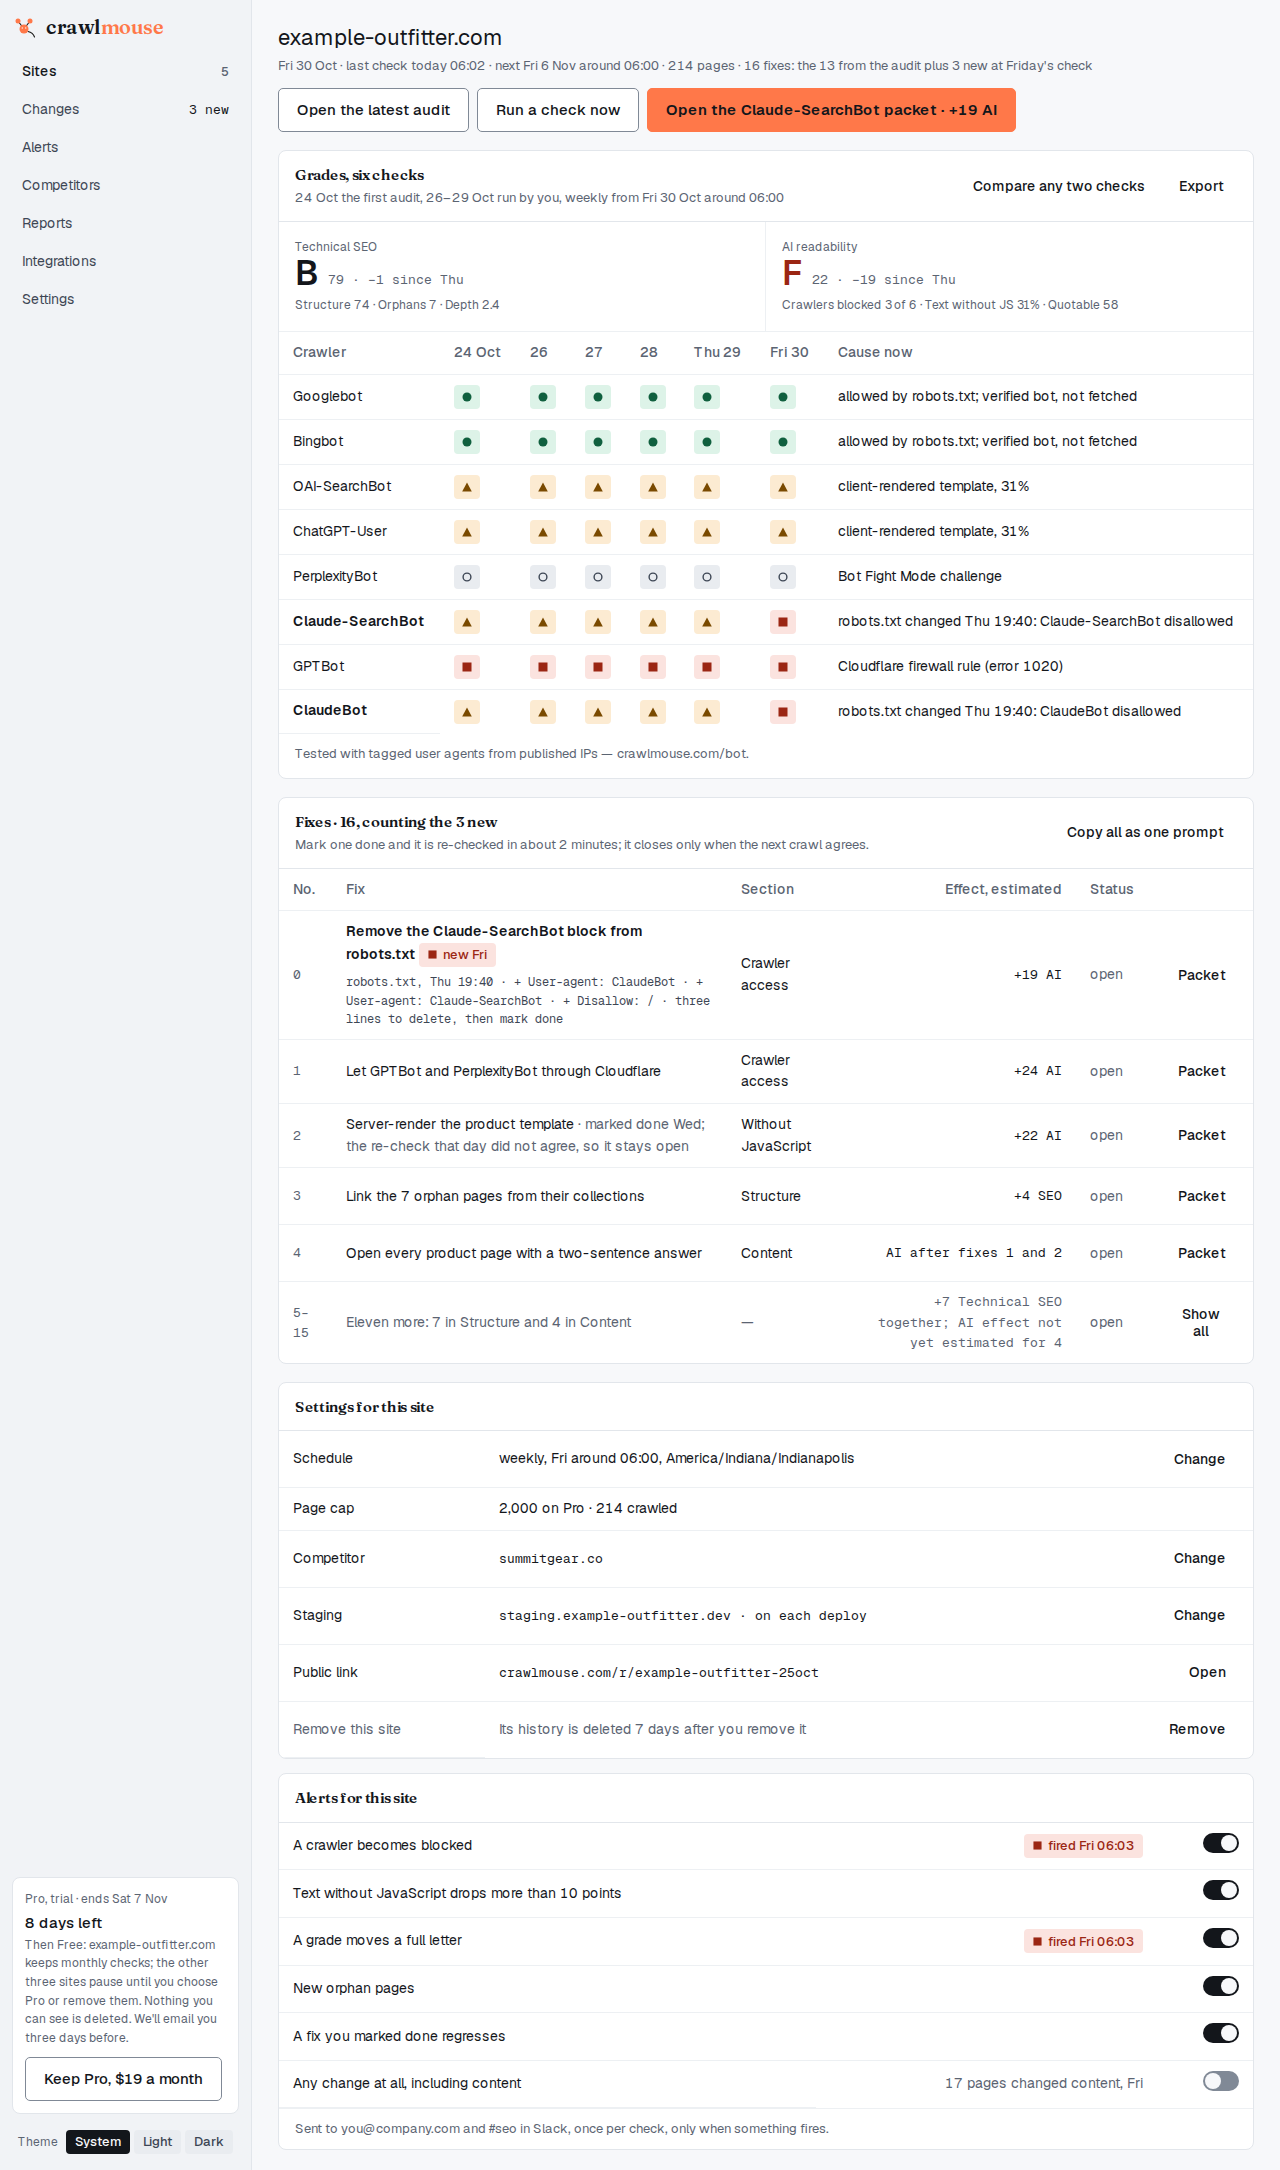 crawlmouse
Sites 5
Changes 3 new
Alerts
Competitors
Reports
Integrations
Settings
Pro, trial · ends Sat 7 Nov
8 days left
Then Free: example-outfitter.com
keeps monthly checks; the other
three sites pause until you choose
Pro or remove them. Nothing you
can see is deleted. We'll email you
three days before.
Keep Pro, $19 a month
Theme System Light Dark
example-outfitter.com
Fri 30 Oct · last check today 06:02 · next Fri 6 Nov around 06:00 · 214 pages · 16 fixes: the 13 from the audit plus 3 new at Friday's check
Open the latest audit Run a check now Open the Claude-SearchBot packet · +19 AI
Grades, six checks
24 Oct the first audit, 26–29 Oct run by you, weekly from Fri 30 Oct around 06:00
Compare any two checks Export
Technical SEO
B 79 · −1 since Thu
Structure 74 · Orphans 7 · Depth 2.4
AI readability
F 22 · −19 since Thu
Crawlers blocked 3 of 6 · Text without JS 31% · Quotable 58
Crawler 24 Oct 26 27 28 Thu 29 Fri 30 Cause now
Googlebot allowed by robots.txt; verified bot, not fetched
Bingbot allowed by robots.txt; verified bot, not fetched
OAI-SearchBot client-rendered template, 31%
ChatGPT-User client-rendered template, 31%
PerplexityBot Bot Fight Mode challenge
Claude-SearchBot robots.txt changed Thu 19:40: Claude-SearchBot disallowed
GPTBot Cloudflare firewall rule (error 1020)
ClaudeBot robots.txt changed Thu 19:40: ClaudeBot disallowed
Tested with tagged user agents from published IPs — crawlmouse.com/bot.
Fixes · 16, counting the 3 new
Mark one done and it is re-checked in about 2 minutes; it closes only when the next crawl agrees.
Copy all as one prompt
No. Fix Section Effect, estimated Status
0 Remove the Claude-SearchBot block from
robots.txt new Fri
robots.txt, Thu 19:40 · + User-agent: ClaudeBot · +
User-agent: Claude-SearchBot · + Disallow: / · three
lines to delete, then mark done
Crawler
access
+19 AI open Packet
1 Let GPTBot and PerplexityBot through Cloudflare
Crawler
access
+24 AI open Packet
2 Server-render the product template · marked done Wed;
the re-check that day did not agree, so it stays open
Without
JavaScript
+22 AI open Packet
3 Link the 7 orphan pages from their collections Structure +4 SEO open Packet
4 Open every product page with a two-sentence answer Content AI after fixes 1 and 2 open Packet
5–
15
Eleven more: 7 in Structure and 4 in Content —
+7 Technical SEO
together; AI effect not
yet estimated for 4
open
Show
all
Settings for this site
Schedule weekly, Fri around 06:00, America/Indiana/Indianapolis Change
Page cap 2,000 on Pro · 214 crawled
Competitor summitgear.co Change
Staging staging.example-outfitter.dev · on each deploy Change
Public link crawlmouse.com/r/example-outfitter-25oct Open
Remove this site Its history is deleted 7 days after you remove it Remove
Alerts for this site
A crawler becomes blocked fired Fri 06:03
Text without JavaScript drops more than 10 points
A grade moves a full letter fired Fri 06:03
New orphan pages
A fix you marked done regresses
Any change at all, including content 17 pages changed content, Fri
Sent to you@company.com and #seo in Slack, once per check, only when something fires.